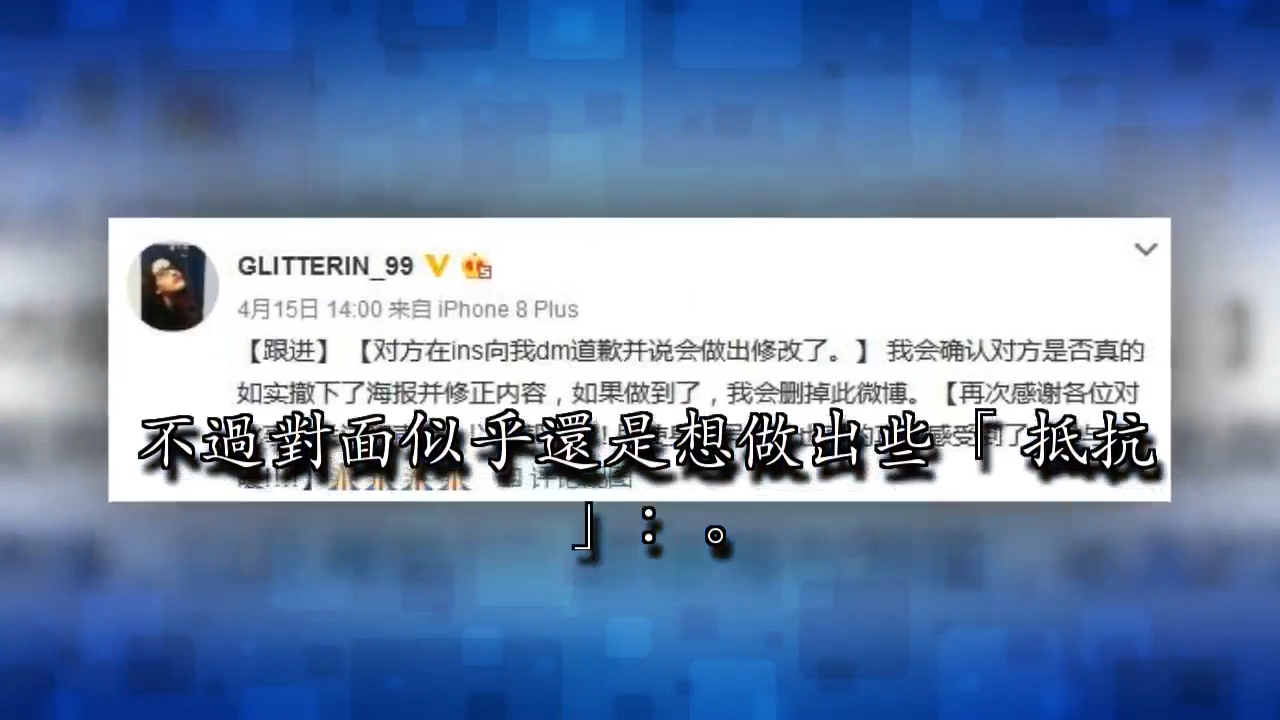 GLITTERIN_99
4月15日 14:00 来自 iPhone 8 Plus
【跟进】【对方在ins向我dm道歉并说会做出修改了。】我会确认对方是否真的
如实撤下了海报并修正内容，如果做到了，我会删掉此微博。【再次感谢各位对
不過對面似乎還是想做出些「抵抗
」：。
感受到了